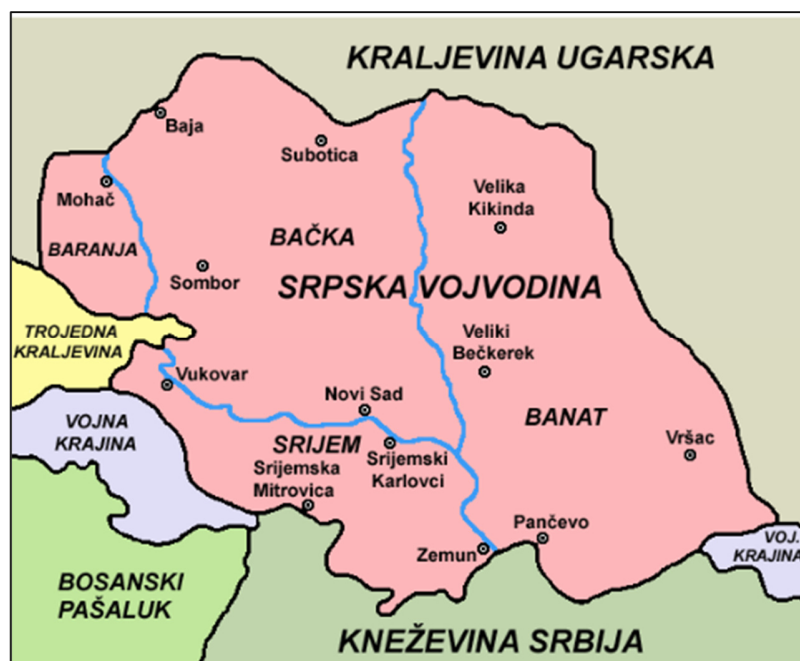 KRALJEVINA UGARSKA
Baja
Subotica
Mohač
Velika
Kikinda
BARANJA
BAČKA
Sombor
SRPSKA VOJVODINA
TROJEDNA
KRALJEVINA
Veliki
Bečkerek
Vukovar
Novi Sad
BANAT
VOJNA
KRAJINA
SRIJEM
Vršac
Srijemski
Karlovci
Srijemska
Mitrovica
Pančevo
Zemun
VOJ.
KRAJINA
BOSANSKI
PAŠALUK
KNEŽEVINA SRBIJA